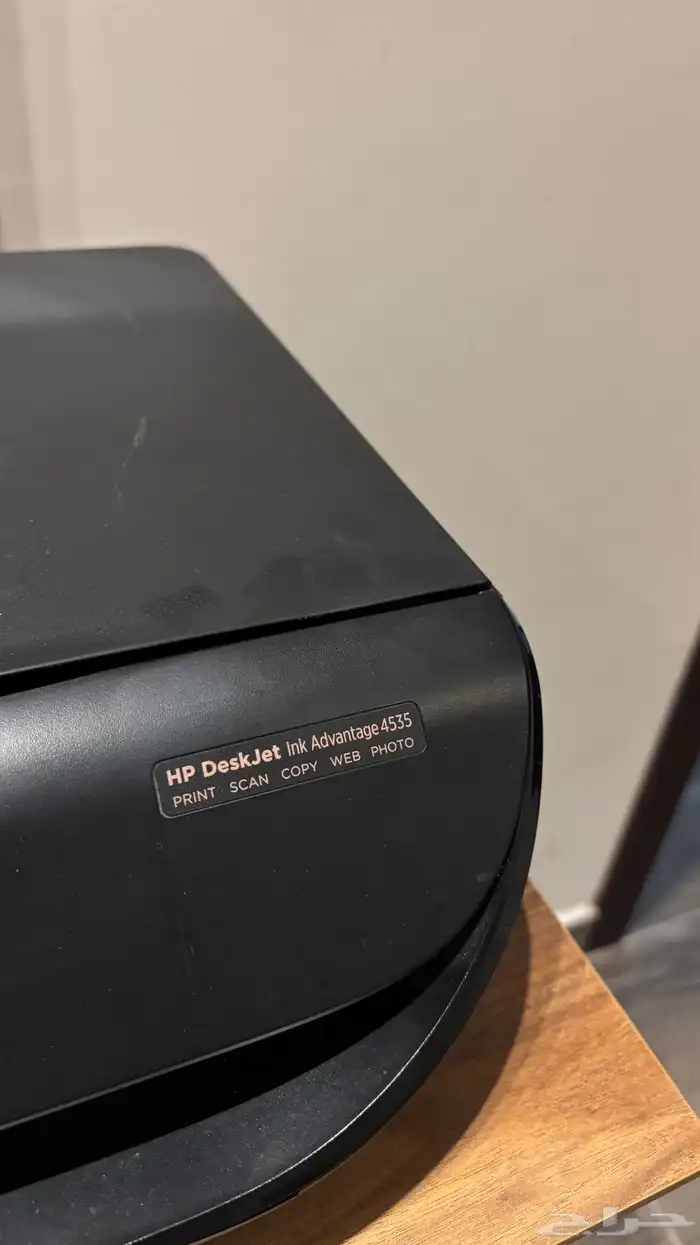 HP DeskJet Ink Advantage 4535
PRINT SCAN COPY WEB PHOTO
حراج